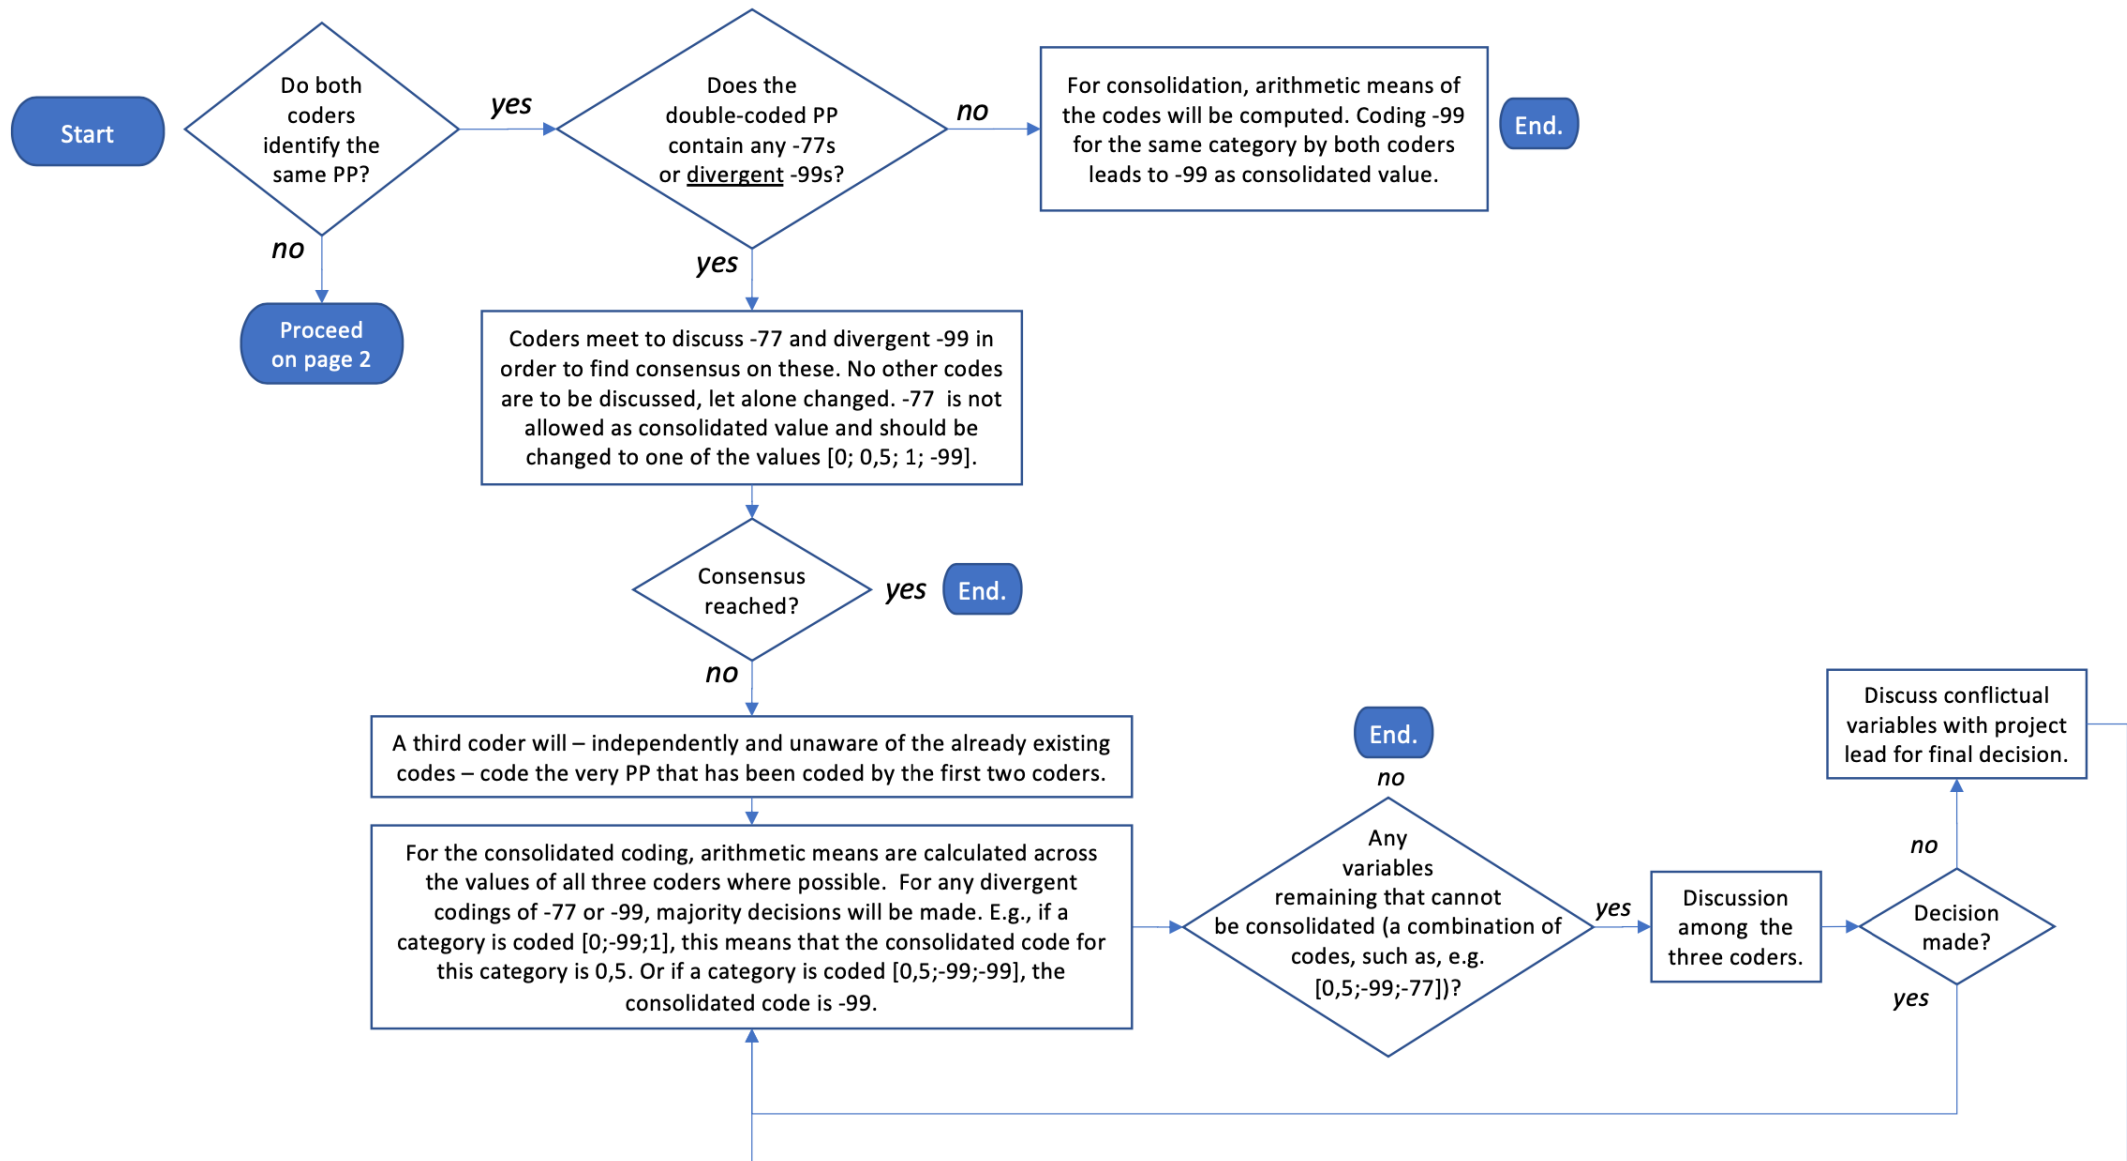 Start
Do both
coders
identify the
same PP?
yes
no
Proceed
on page 2
Does the
double-coded PP
contain any -77s
or divergent -99s?
no
yes
For consolidation, arithmetic means of
the codes will be computed. Coding -99
for the same category by both coders
leads to -99 as consolidated value.
End.
Coders meet to discuss -77 and divergent -99 in
order to find consensus on these. No other codes
are to be discussed, let alone changed. -77 is not
allowed as consolidated value and should be
changed to one of the values [0; 0,5; 1; -99].
Consensus
reached?
yes
End.
no
A third coder will – independently and unaware of the already existing
codes – code the very PP that has been coded by the first two coders.
For the consolidated coding, arithmetic means are calculated across
the values of all three coders where possible. For any divergent
codings of -77 or -99, majority decisions will be made. E.g., if a
category is coded [0;-99;1], this means that the consolidated code for
this category is 0,5. Or if a category is coded [0,5;-99;-99], the
consolidated code is -99.
End.
no
Any
variables
remaining that cannot
be consolidated (a combination of
codes, such as, e.g.
[0,5;-99;-77])?
yes
Discussion
among the
three coders.
Decision
made?
no
yes
Discuss conflictual
variables with project
lead for final decision.